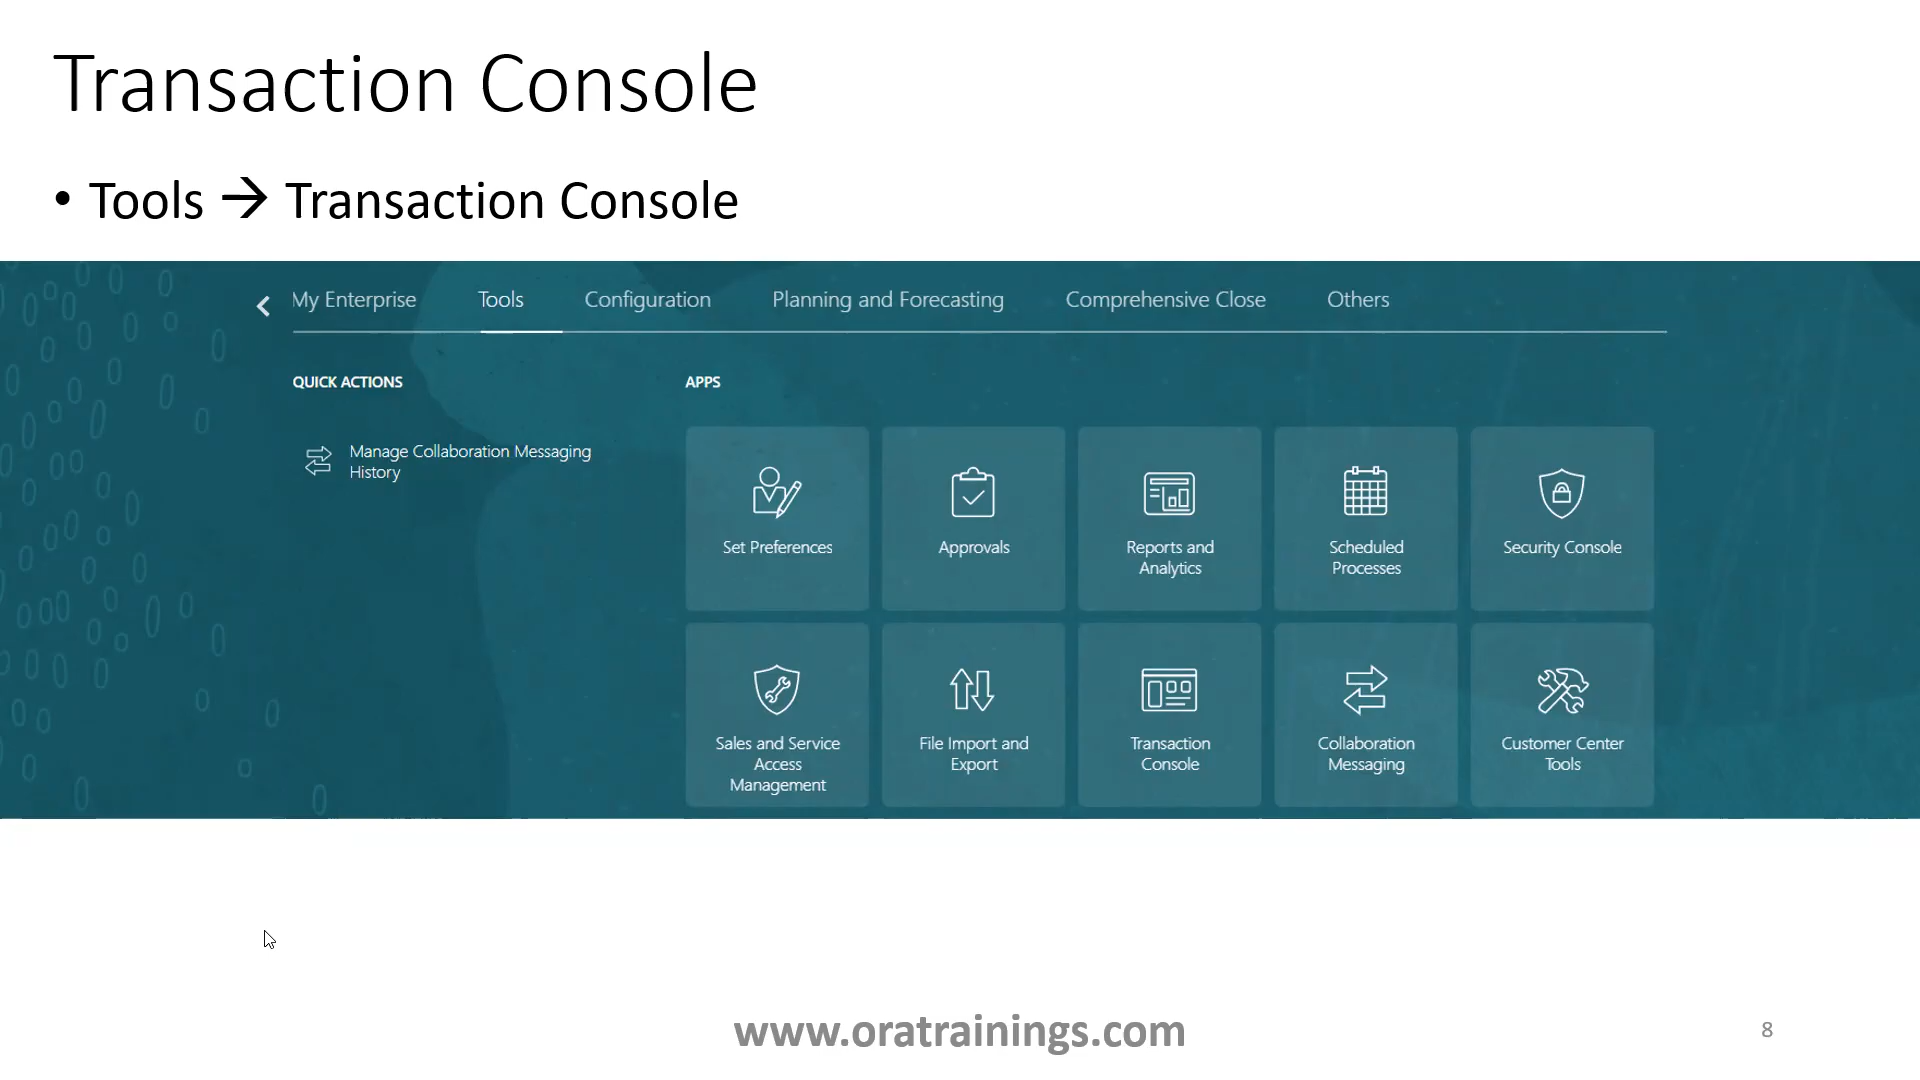 Transaction Console
• Tools → Transaction Console
My Enterprise Tools Configuration Planning and Forecasting Comprehensive Close Others
QUICK ACTIONS
Manage Collaboration Messaging
History
APPS
Set Preferences
Approvals
Reports and
Analytics
Scheduled
Processes
Security Console
Sales and Service
Access
Management
File Import and
Export
Transaction
Console
Collaboration
Messaging
Customer Center
Tools
www.oratrainings.com
8